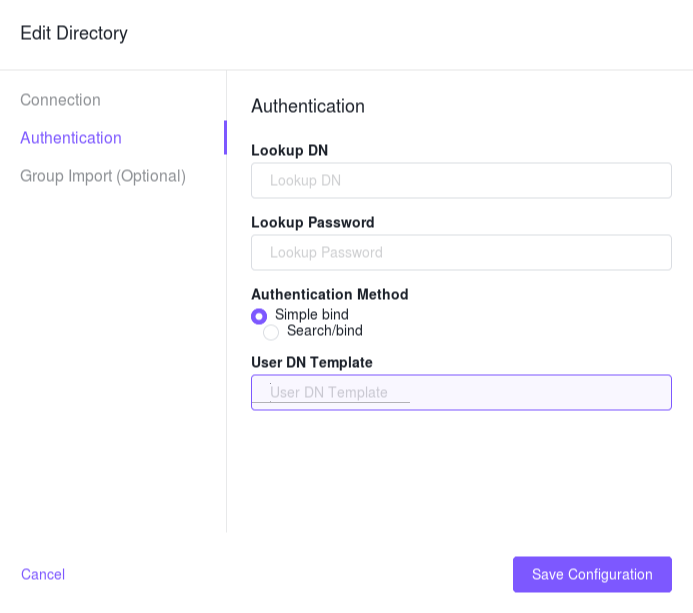 Edit Directory
Connection
Authentication
Group Import (Optional)
Authentication
Lookup DN
Lookup DN
Lookup Password
Lookup Password
Authentication Method
Simple bind
Search/bind
User DN Template
User DN Template
Cancel
Save Configuration